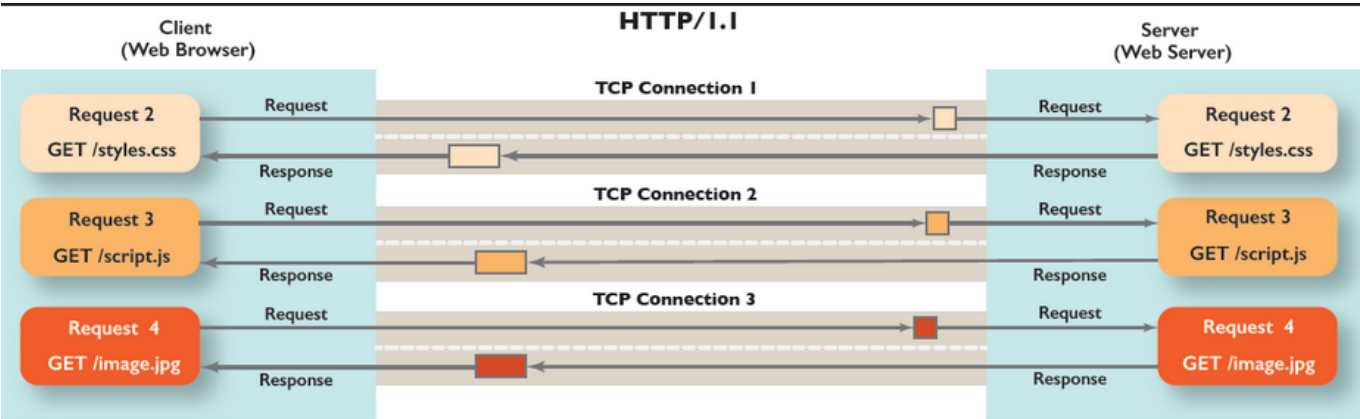 HTTP/1.1
Client
(Web Browser)
Server
(Web Server)
TCP Connection 1
Request 2
GET /styles.css
Request
Request
Response
Response
Request 2
GET /styles.css
TCP Connection 2
Request 3
GET /script.js
Request
Request
Response
Response
Request 3
GET /script.js
TCP Connection 3
Request 4
GET /image.jpg
Request
Request
Response
Response
Request 4
GET /image.jpg